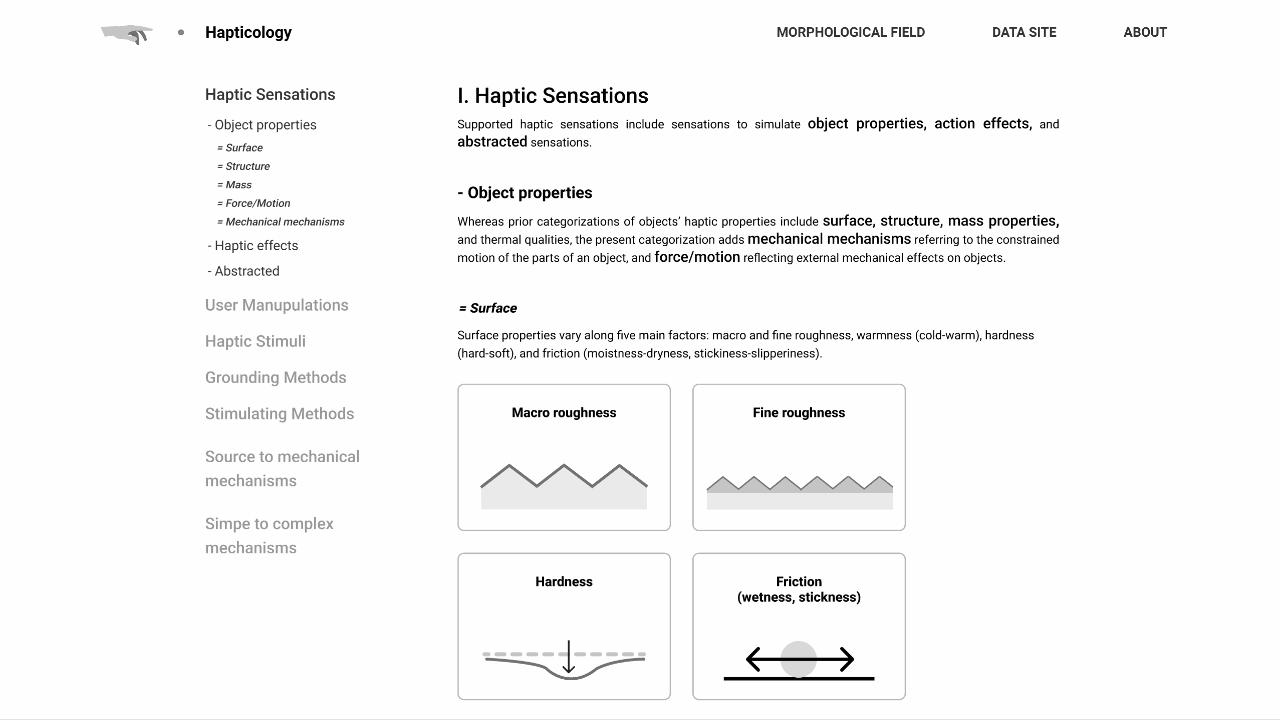 Hapticology
MORPHOLOGICAL FIELD
DATA SITE
ABOUT
Haptic Sensations
- Object properties
= Surface
= Structure
= Mass
= Force/Motion
= Mechanical mechanisms
- Haptic effects
- Abstracted
User Manupulations
Haptic Stimuli
Grounding Methods
Stimulating Methods
Source to mechanical
mechanisms
Simpe to complex
mechanisms
I. Haptic Sensations
Supported haptic sensations include sensations to simulate object properties, action effects, and
abstracted sensations.
- Object properties
Whereas prior categorizations of objects’ haptic properties include surface, structure, mass properties,
and thermal qualities, the present categorization adds mechanical mechanisms referring to the constrained
motion of the parts of an object, and force/motion reflecting external mechanical effects on objects.
= Surface
Surface properties vary along five main factors: macro and fine roughness, warmness (cold-warm), hardness
(hard-soft), and friction (moistness-dryness, stickiness-slipperiness).
Macro roughness
Fine roughness
Hardness
Friction
(wetness, stickness)